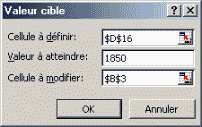 Valeur cible
Cellule à définir: $D$16
Valeur à atteindre: 1850
Cellule à modifier: $B$3
OK Annuler